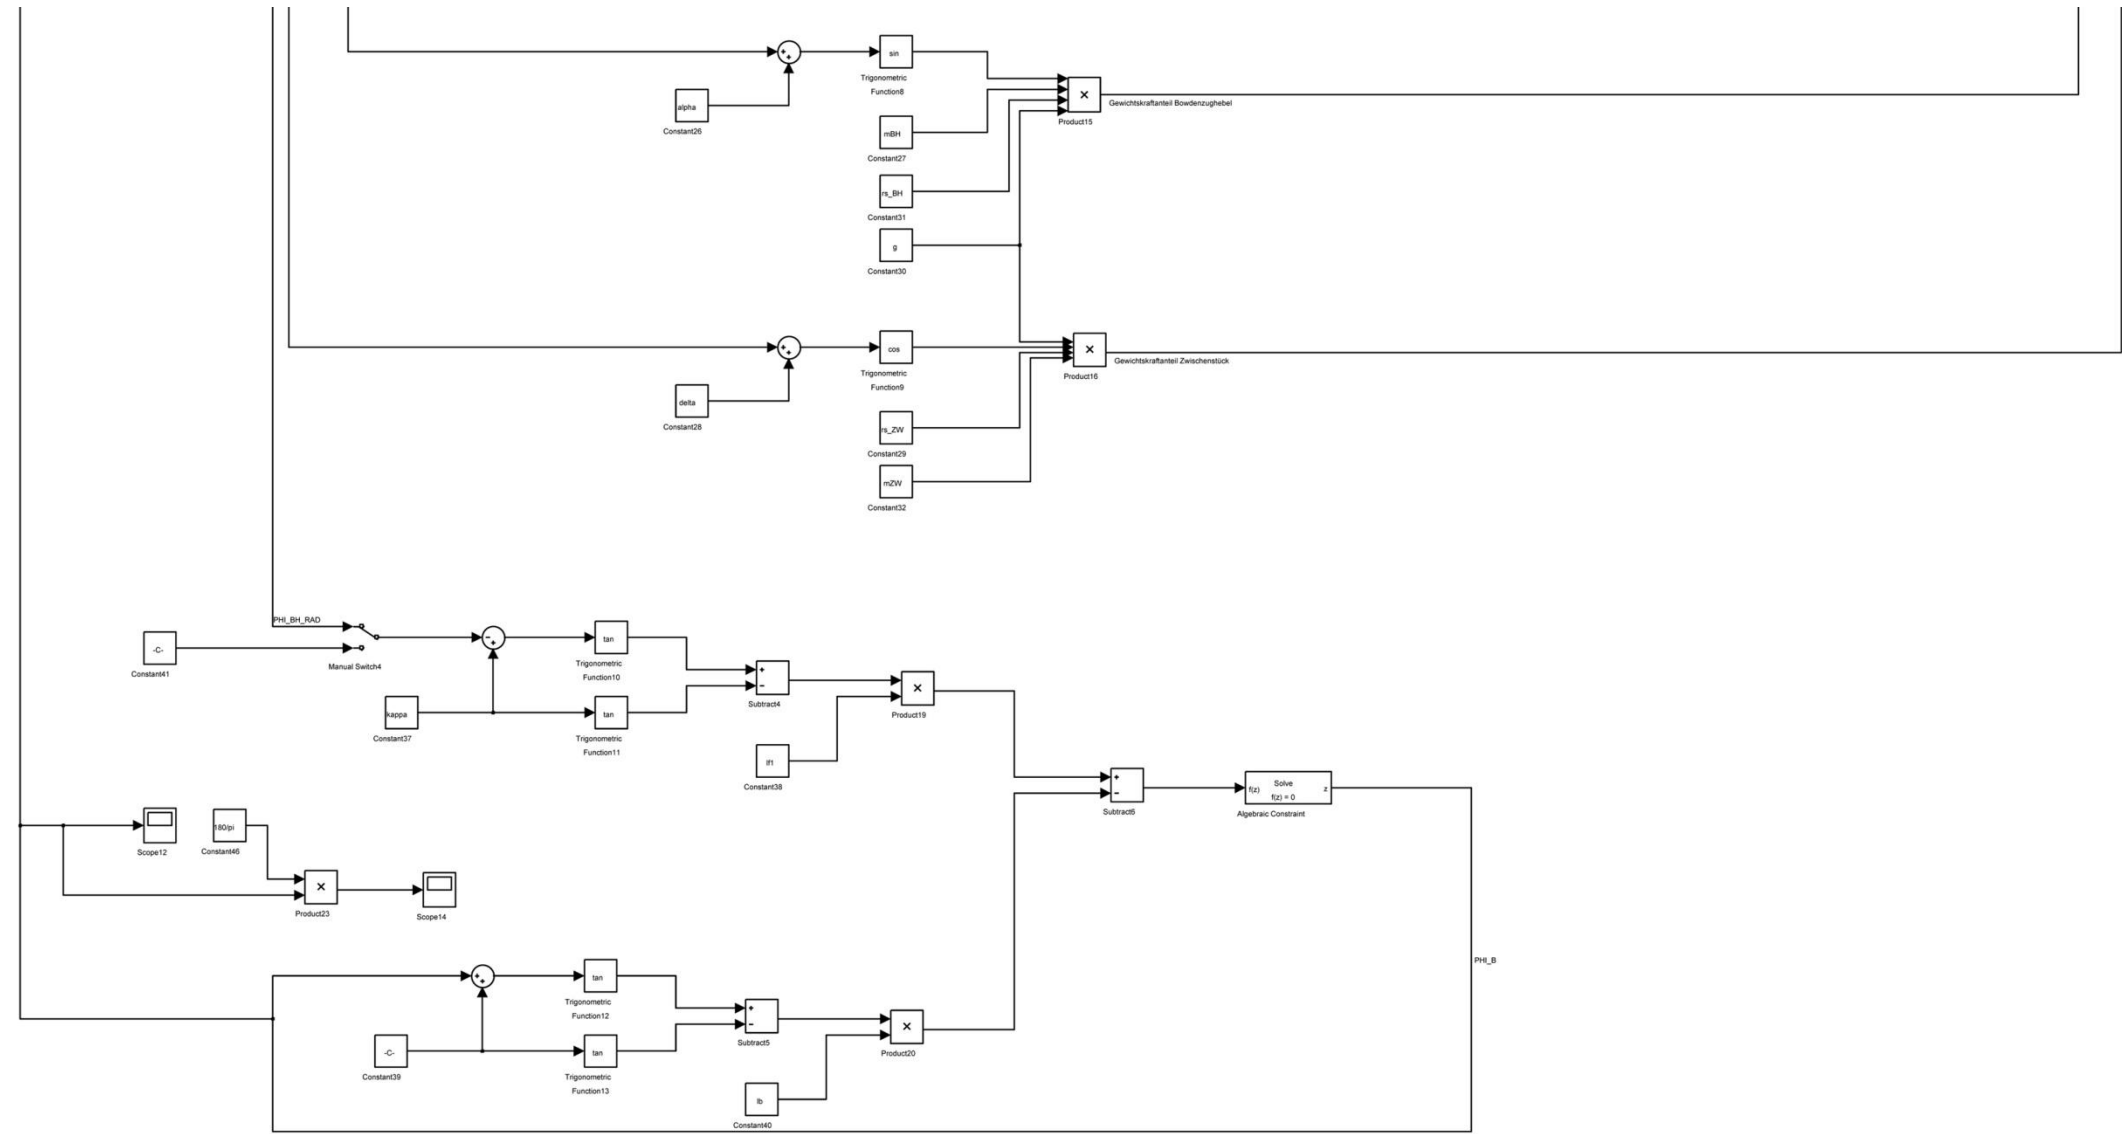 sin
Trigonometric
Function8
alpha
Constant26
mBH
Constant27
rs_BH
Constant31
g
Constant30
×
Product15
Gewichtskraftanteil Bowdenzughebel
cos
Trigonometric
Function9
delta
Constant28
rs_ZW
Constant29
mZW
Constant32
×
Product16
Gewichtskraftanteil Zwischenstück
PHI_BH_RAD
-C-
Constant41
Manual Switch4
kappa
Constant37
tan
Trigonometric
Function10
tan
Trigonometric
Function11
+
−
Subtract4
lf1
Constant38
×
Product19
+
−
Subtract6
f(z)
Solve
f(z) = 0
z
Algebraic Constraint
Scope12
180/pi
Constant46
×
Product23
Scope14
PHI_B
-C-
Constant39
tan
Trigonometric
Function12
tan
Trigonometric
Function13
+
−
Subtract5
lb
Constant40
×
Product20